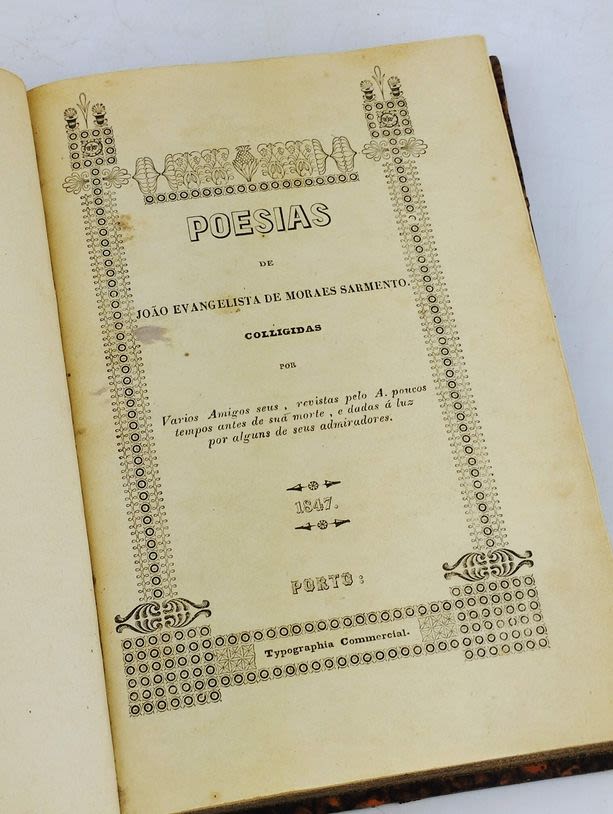 POESIAS
DE
JOÃO EVANGELISTA DE MORAES SARMENTO.
COLLIGIDAS
POR
Varios Amigos seus, revistas pelo A. poucos
tempos antes de sua morte, e dadas á luz
por alguns de seus admiradores.
1847.
PORTO:
Typographia Commercial.